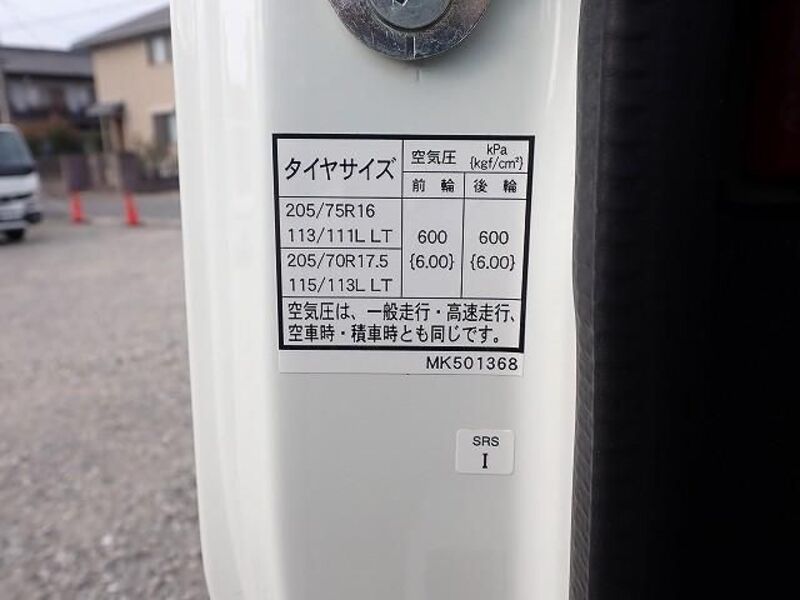 タイヤサイズ 空気圧 kPa
{kgf/cm²}
前輪 後輪
205/75R16
113/111L LT 600 600
205/70R17.5 {6.00} {6.00}
115/113L LT
空気圧は、一般走行・高速走行、
空車時・積車時とも同じです。
MK501368
SRS
I